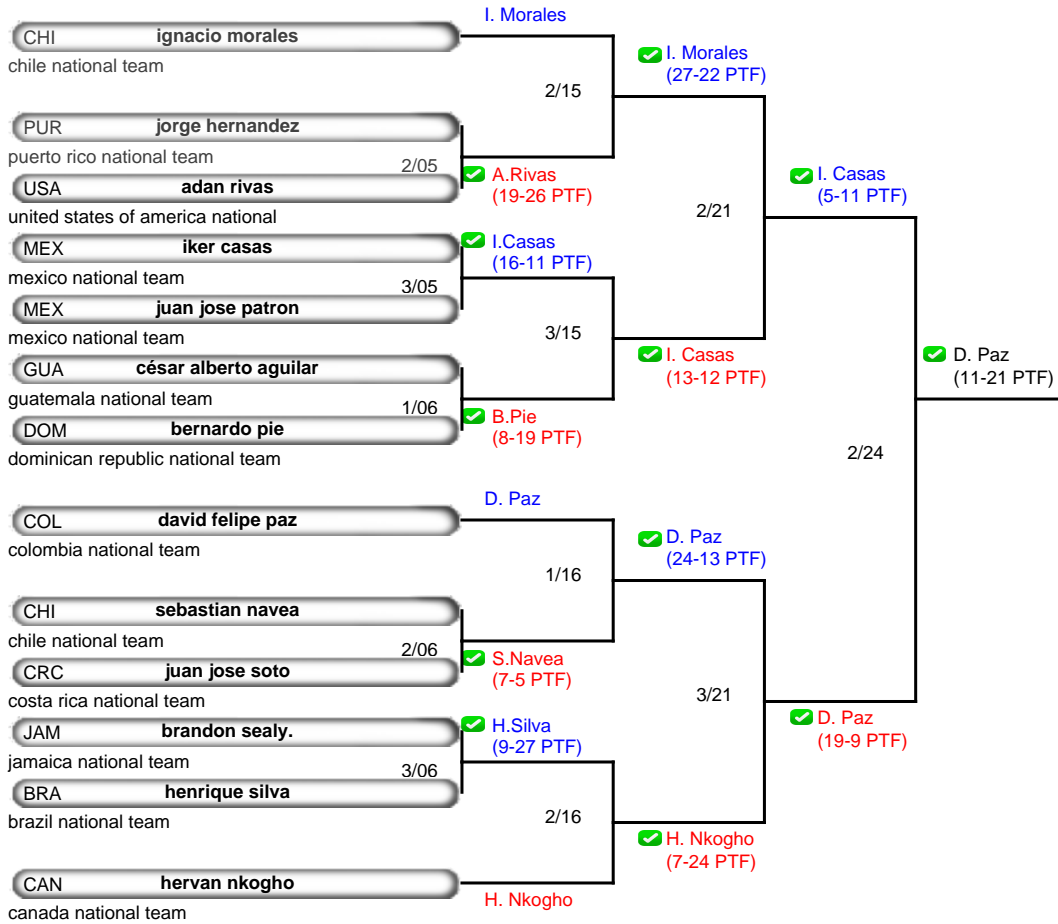 I. Morales
CHI ignacio morales
chile national team
2/15
I. Morales
(27-22 PTF)
PUR jorge hernandez
puerto rico national team
2/05
USA adan rivas
united states of america national
A.Rivas
(19-26 PTF)
2/21
I. Casas
(5-11 PTF)
MEX iker casas
mexico national team
I.Casas
(16-11 PTF)
3/05
MEX juan jose patron
mexico national team
3/15
I. Casas
(13-12 PTF)
GUA césar alberto aguilar
guatemala national team
1/06
DOM bernardo pie
dominican republic national team
B.Pie
(8-19 PTF)
D. Paz
(11-21 PTF)
2/24
D. Paz
COL david felipe paz
colombia national team
1/16
D. Paz
(24-13 PTF)
CHI sebastian navea
chile national team
2/06
CRC juan jose soto
costa rica national team
S.Navea
(7-5 PTF)
3/21
D. Paz
(19-9 PTF)
JAM brandon sealy.
jamaica national team
H.Silva
(9-27 PTF)
3/06
BRA henrique silva
brazil national team
2/16
H. Nkogho
(7-24 PTF)
CAN hervan nkogho
canada national team
H. Nkogho